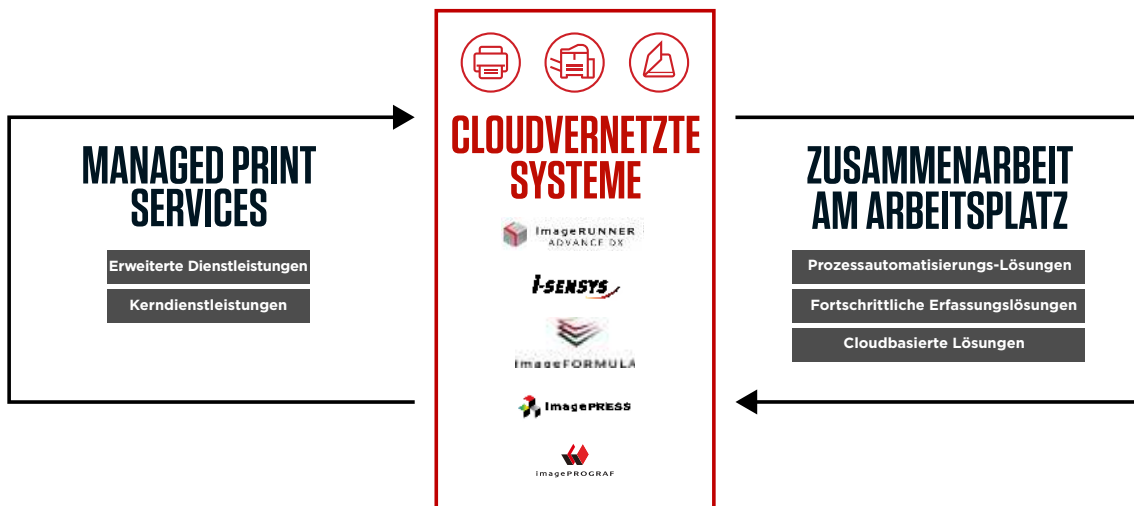 MANAGED PRINT
SERVICES
Erweiterte Dienstleistungen
Kerndienstleistungen
CLOUDVERNETZTE
SYSTEME
imageRUNNER
ADVANCE DX
i-SENSYS
imageFORMULA
imagePRESS
imagePROGRAF
ZUSAMMENARBEIT
AM ARBEITSPLATZ
Prozessautomatisierungs-Lösungen
Fortschrittliche Erfassungslösungen
Cloudbasierte Lösungen